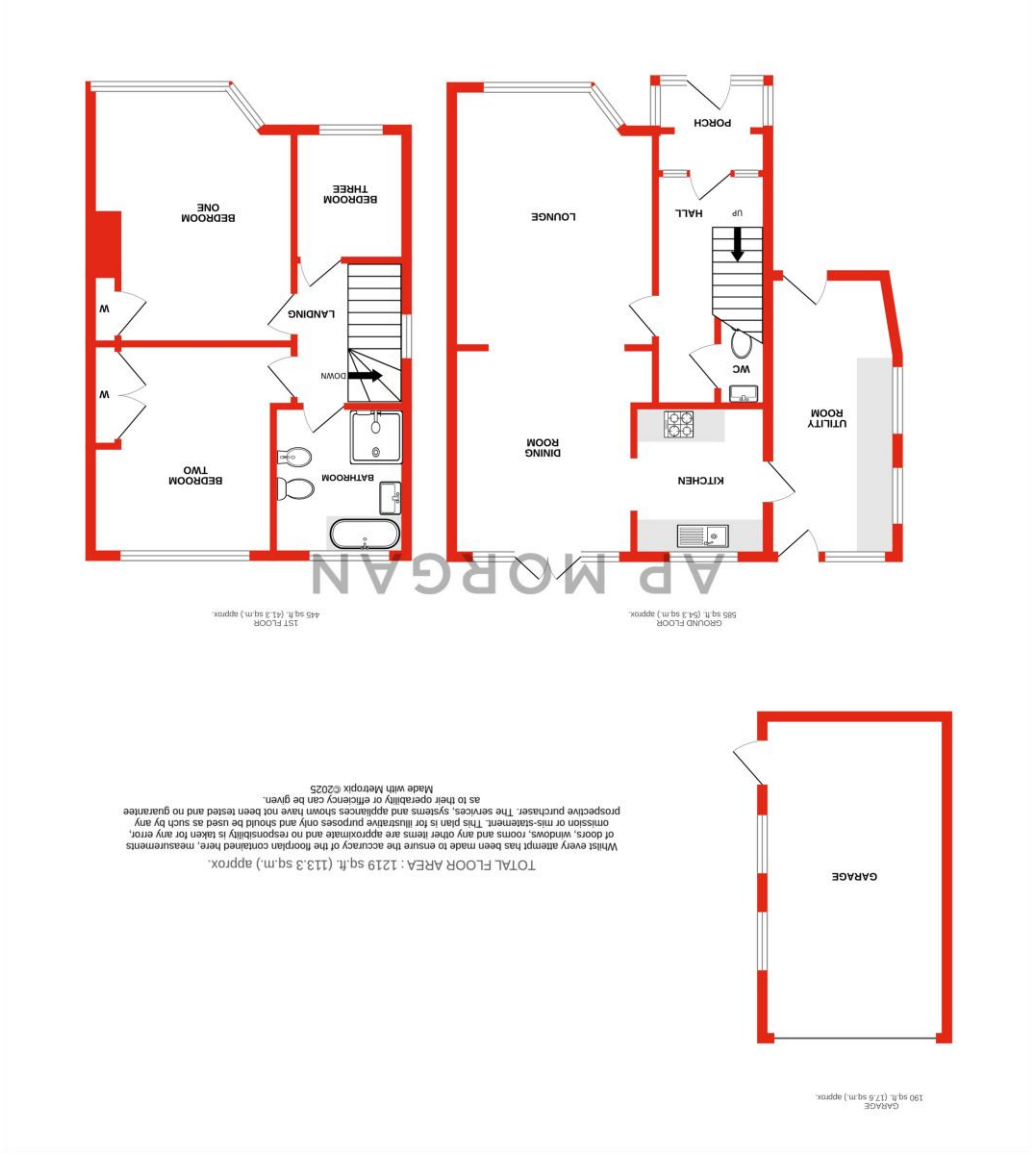 GARAGE
190 sq.ft. (17.6 sq.m.) approx.
GARAGE
TOTAL FLOOR AREA : 1219 sq.ft. (113.3 sq.m.) approx.
Whilst every attempt has been made to ensure the accuracy of the floorplan contained here, measurements
of doors, windows, rooms and any other items are approximate and no responsibility is taken for any error,
omission or mis-statement. This plan is for illustrative purposes only and should be used as such by any
prospective purchaser. The services, systems and appliances shown have not been tested and no guarantee
as to their operability or efficiency can be given.
Made with Metropix ©2025
GROUND FLOOR
585 sq.ft. (54.3 sq.m.) approx.
1ST FLOOR
445 sq.ft. (41.3 sq.m.) approx.
AP MORGAN
KITCHEN
DINING
ROOM
UTILITY
ROOM
WC
HALL
UP
LOUNGE
PORCH
BATHROOM
BEDROOM
TWO
W
DOWN
LANDING
W
BEDROOM
THREE
BEDROOM
ONE